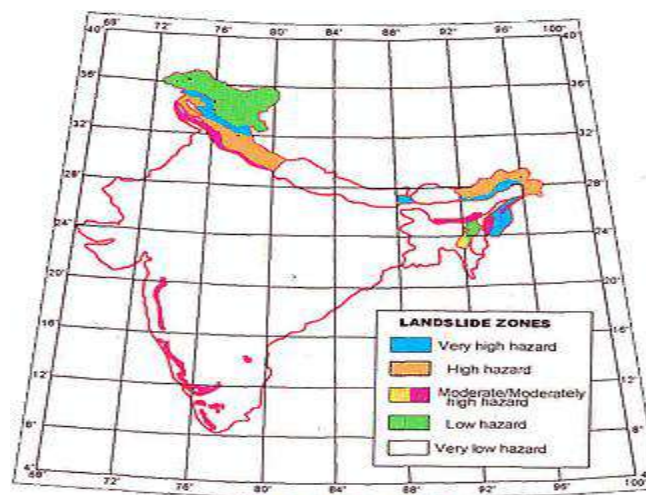 68° 72° 76° 80° 84° 88° 92° 96° 100°
40° 40°
36° 36°
32° 32°
28° 28°
24° 24°
20° 20°
16° 16°
12° 12°
8° 8°
4° 4°
68° 72° 76° 80° 84° 88° 92° 96° 100°
LANDSLIDE ZONES
Very high hazard
High hazard
Moderate/Moderately
high hazard
Low hazard
Very low hazard